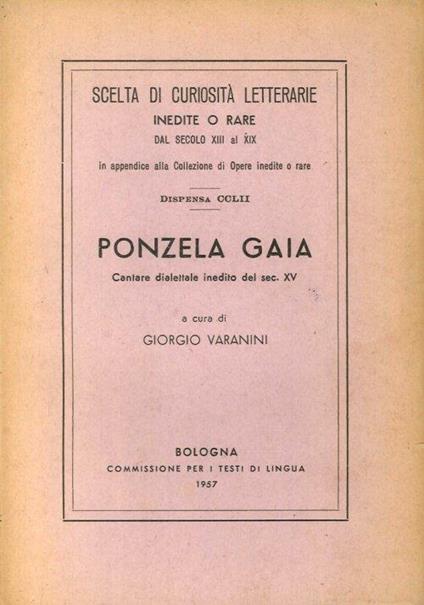 SCELTA DI CURIOSITÀ LETTERARIE
INEDITE O RARE
DAL SECOLO XIII al XIX
in appendice alla Collezione di Opere inedite o rare
DISPENSA CCLII
PONZELA GAIA
Cantare dialettale inedito del sec. XV
a cura di
GIORGIO VARANINI
BOLOGNA
COMMISSIONE PER I TESTI DI LINGUA
1957